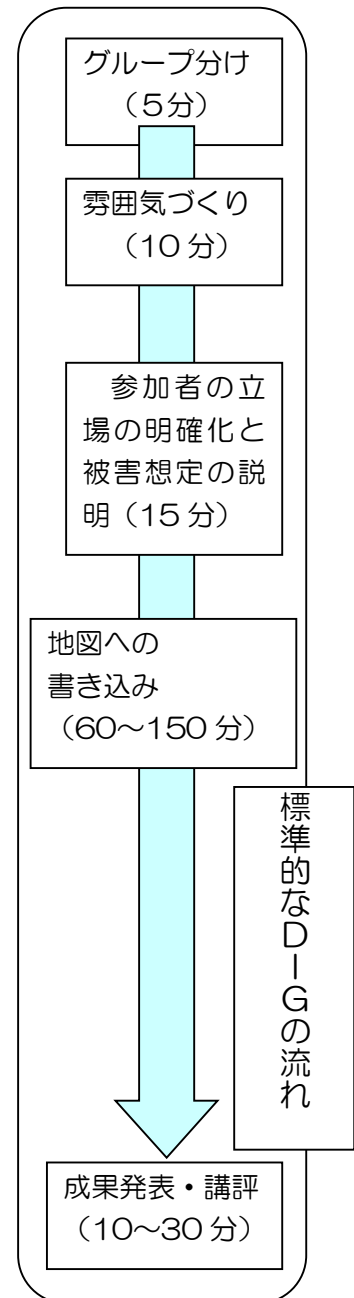 グループ分け
（5分）
雰囲気づくり
（10分）
参加者の立
場の明確化と
被害想定の説
明（15分）
地図への
書き込み
（60～150分）
標準的なＤＩＧの流れ
成果発表・講評
（10～30分）